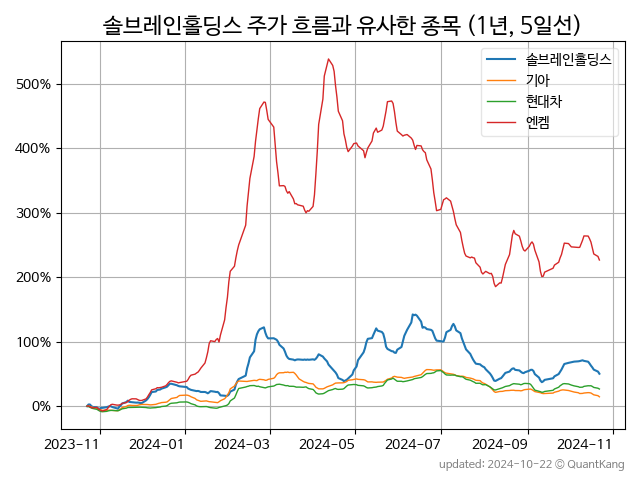 솔브레인홀딩스 주가 흐름과 유사한 종목 (1년, 5일선)
솔브레인홀딩스
기아
현대차
엔켐
500%
400%
300%
200%
100%
0%
2023-11 2024-01 2024-03 2024-05 2024-07 2024-09 2024-11
updated: 2024-10-22 © QuantKang